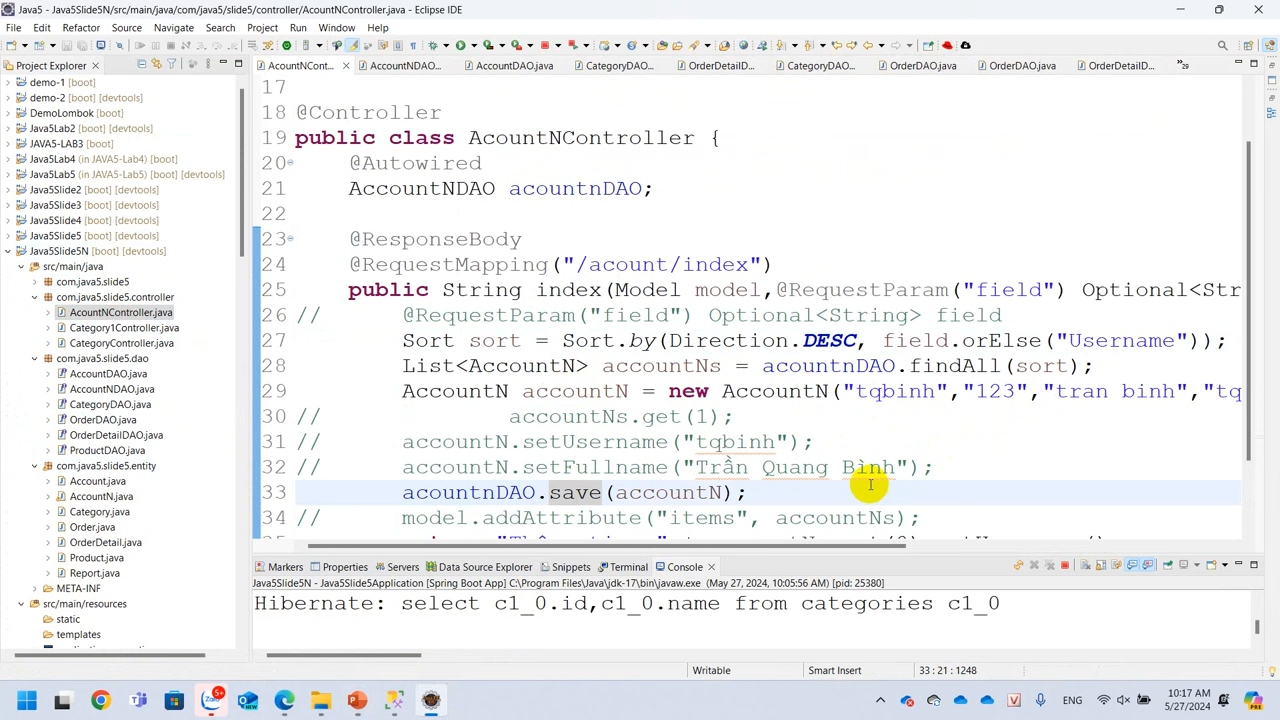 Java5 - Java5Slide5N/src/main/java/com/java5/slide5/controller/AcountNController.java - Eclipse IDE
File Edit Refactor Source Navigate Search Project Run Window Help
Project Explorer
AcountNCont...
AccountNDAO...
AccountDAO.java
CategoryDAO...
OrderDetailD...
CategoryDAO....
OrderDAO.java
OrderDAO.java
OrderDetailD...
»29
demo-1 [boot]
demo-2 [boot] [devtools]
DemoLombok [boot]
Java5Lab2 [boot] [devtools]
JAVA5-LAB3 [boot] [devtools]
Java5Lab4 (in JAVA5-Lab4) [boot] [devtools]
Java5Lab5 (in JAVA5-Lab5) [boot] [devtools]
Java5Slide2 [boot] [devtools]
Java5Slide3 [boot] [devtools]
Java5Slide4 [boot] [devtools]
Java5Slide5 [boot] [devtools]
Java5Slide5N [boot] [devtools]
src/main/java
com.java5.slide5
com.java5.slide5.controller
AcountNController.java
Category1Controller.java
CategoryController.java
com.java5.slide5.dao
AccountDAO.java
AccountNDAO.java
CategoryDAO.java
OrderDAO.java
OrderDetailDAO.java
ProductDAO.java
com.java5.slide5.entity
Account.java
AccountN.java
Category.java
Order.java
OrderDetail.java
Product.java
Report.java
META-INF
src/main/resources
static
templates
17
18 @Controller
19 public class AcountNController {
20 @Autowired
21 AccountNDAO acountnDAO;
22
23 @ResponseBody
24 @RequestMapping("/acount/index")
25 public String index(Model model,@RequestParam("field") Optional<Str
26 // @RequestParam("field") Optional<String> field
27 Sort sort = Sort.by(Direction.DESC, field.orElse("Username"));
28 List<AccountN> accountNs = acountnDAO.findAll(sort);
29 AccountN accountN = new AccountN("tqbinh","123","tran binh","tq
30 // accountNs.get(1);
31 // accountN.setUsername("tqbinh");
32 // accountN.setFullname("Trần Quang Bình");
33 acountnDAO.save(accountN);
34 // model.addAttribute("items", accountNs);
Markers Properties Servers Data Source Explorer Snippets Terminal Console
Java5Slide5N - Java5Slide5Application [Spring Boot App] C:\Program Files\Java\jdk-17\bin\javaw.exe (May 27, 2024, 10:05:56 AM) [pid: 25380]
Hibernate: select c1_0.id,c1_0.name from categories c1_0
Writable
Smart Insert
33 : 21 : 1248
Zalo
5+
NEW
ENG
10:17 AM
5/27/2024
PRE